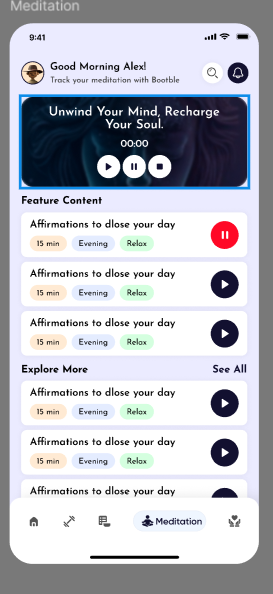 Meditation
9:41
Good Morning Alex!
Track your meditation with Bootble
Unwind Your Mind, Recharge
Your Soul.
00:00
Feature Content
Affirmations to dlose your day
15 min Evening Relax
Affirmations to dlose your day
15 min Evening Relax
Affirmations to dlose your day
15 min Evening Relax
Explore More See All
Affirmations to dlose your day
15 min Evening Relax
Affirmations to dlose your day
15 min Evening Relax
Affirmations to dlose your day
Meditation